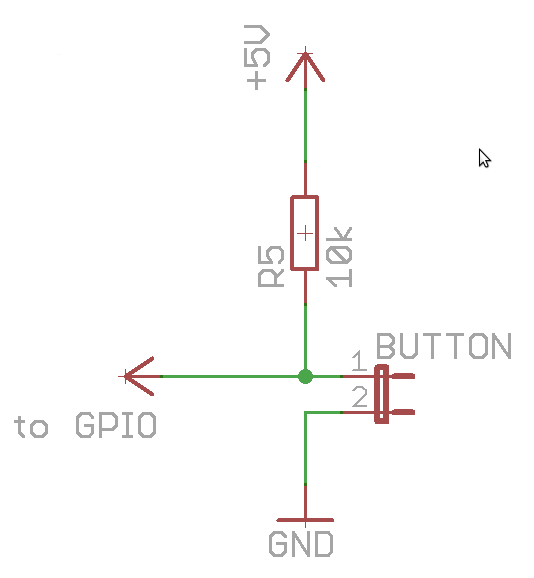 +5V
R5
10k
BUTTON
1
2
to GPIO
GND